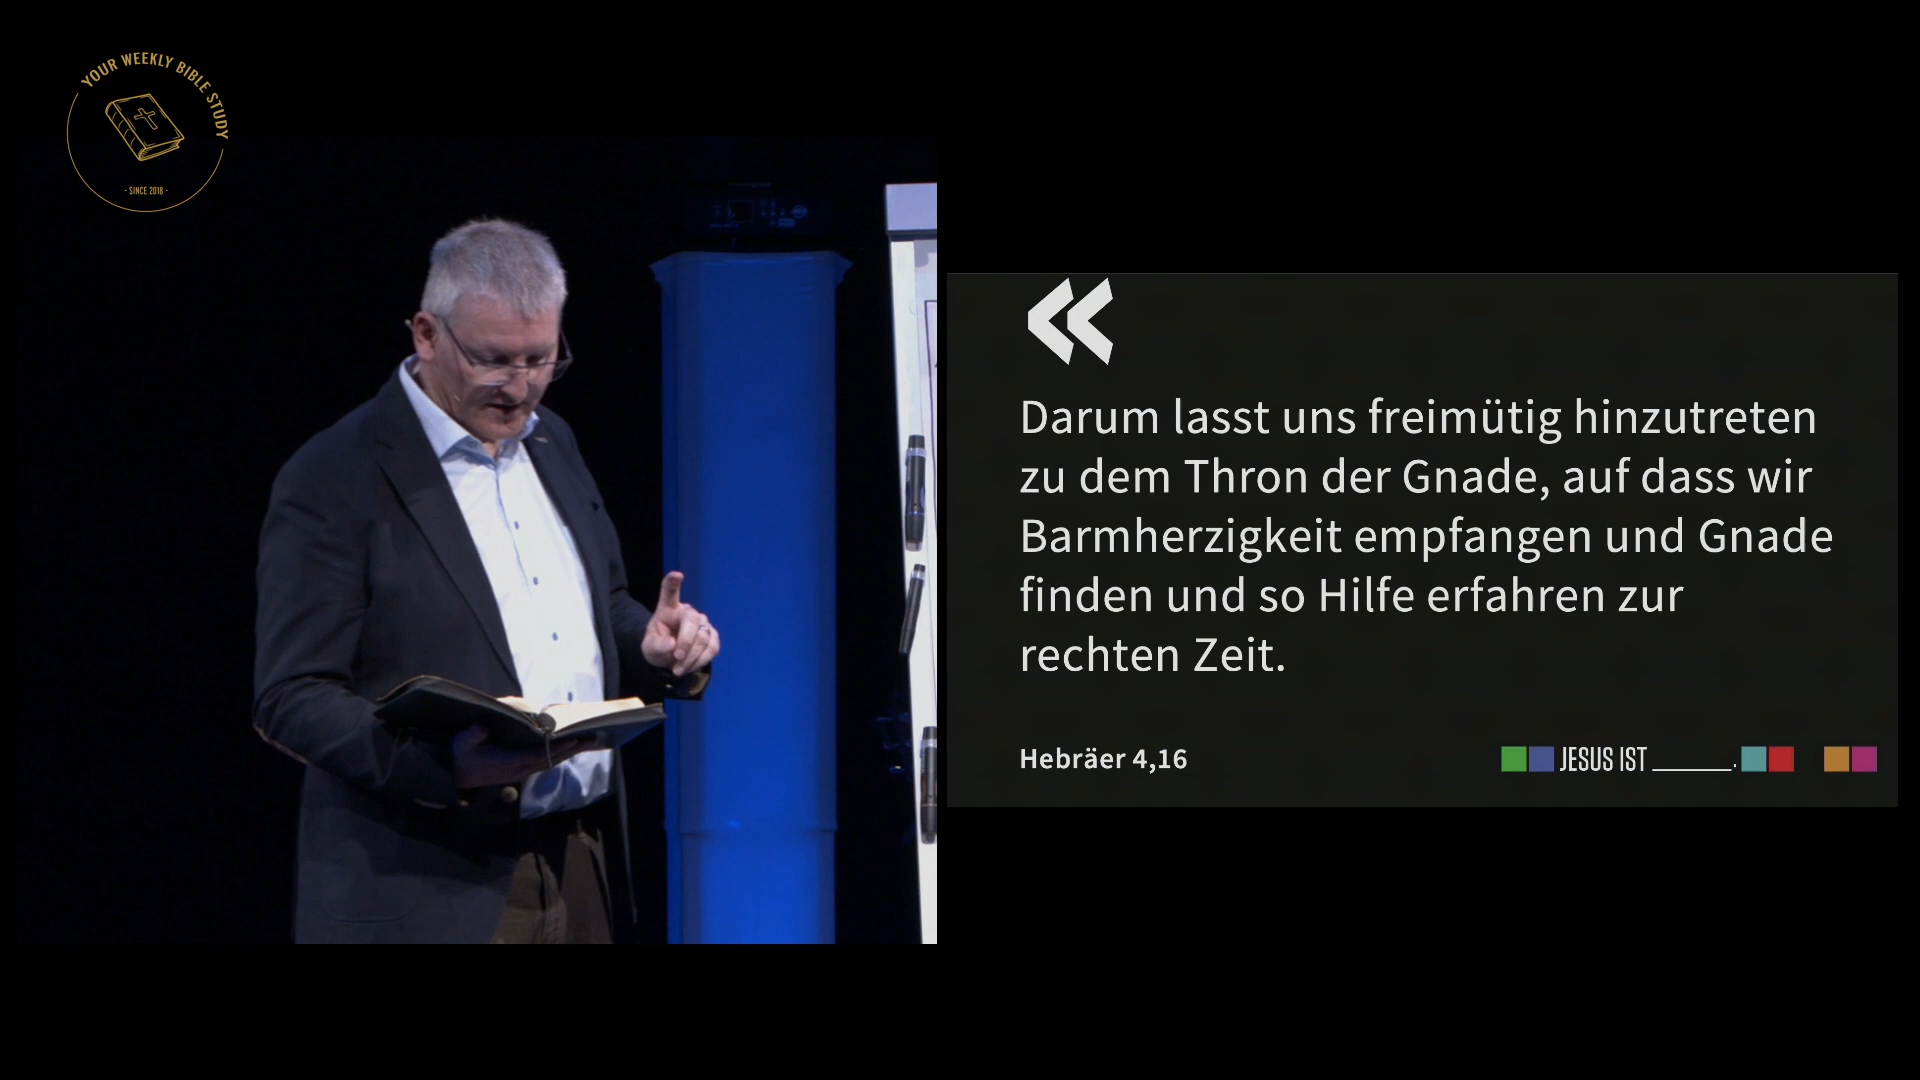 YOUR WEEKLY BIBLE STUDY
- SINCE 2018 -
Darum lasst uns freimütig hinzutreten
zu dem Thron der Gnade, auf dass wir
Barmherzigkeit empfangen und Gnade
finden und so Hilfe erfahren zur
rechten Zeit.
Hebräer 4,16
JESUS IST ________.